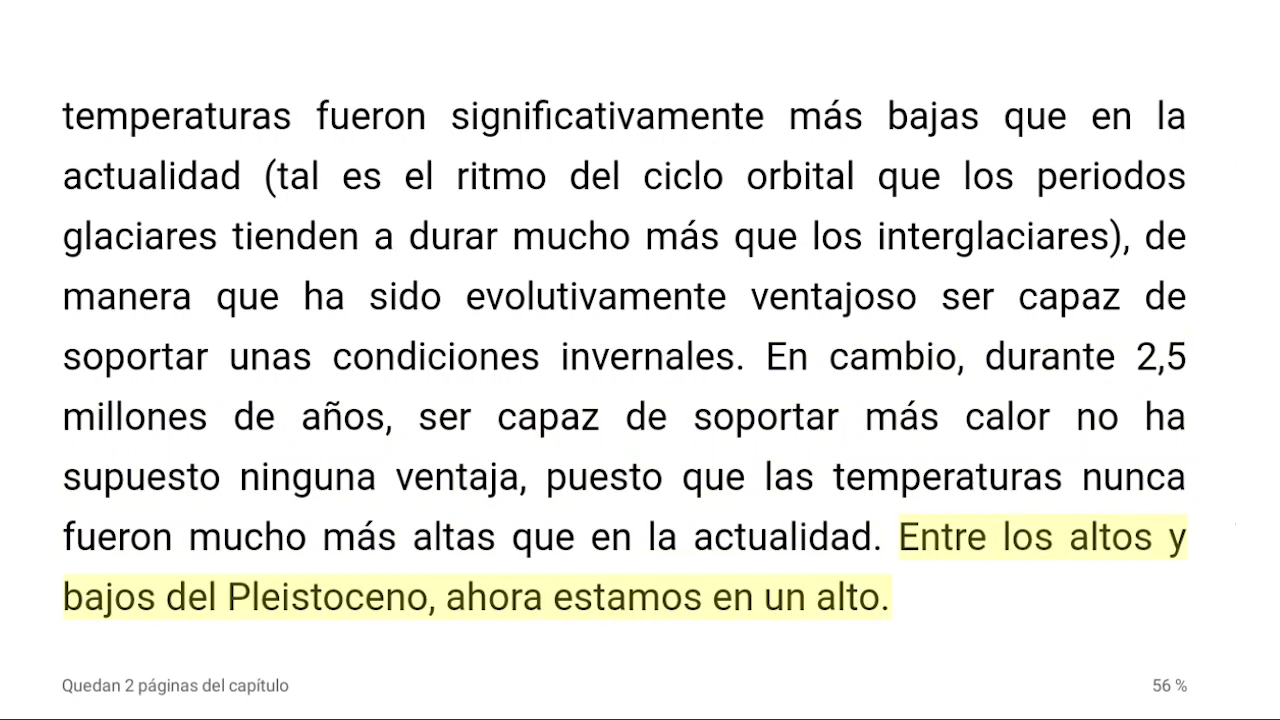 temperaturas fueron significativamente más bajas que en la
actualidad (tal es el ritmo del ciclo orbital que los periodos
glaciares tienden a durar mucho más que los interglaciares), de
manera que ha sido evolutivamente ventajoso ser capaz de
soportar unas condiciones invernales. En cambio, durante 2,5
millones de años, ser capaz de soportar más calor no ha
supuesto ninguna ventaja, puesto que las temperaturas nunca
fueron mucho más altas que en la actualidad. Entre los altos y
bajos del Pleistoceno, ahora estamos en un alto.
Quedan 2 páginas del capítulo
56 %